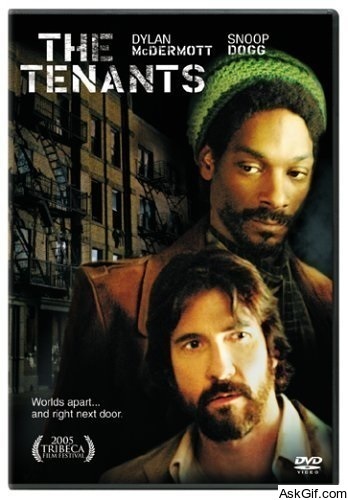 THE
TENANTS
DYLAN
McDERMOTT
SNOOP
DOGG
Worlds apart...
and right next door.
2005
TRIBECA
FILM FESTIVAL
DVD
VIDEO
AskGif.com